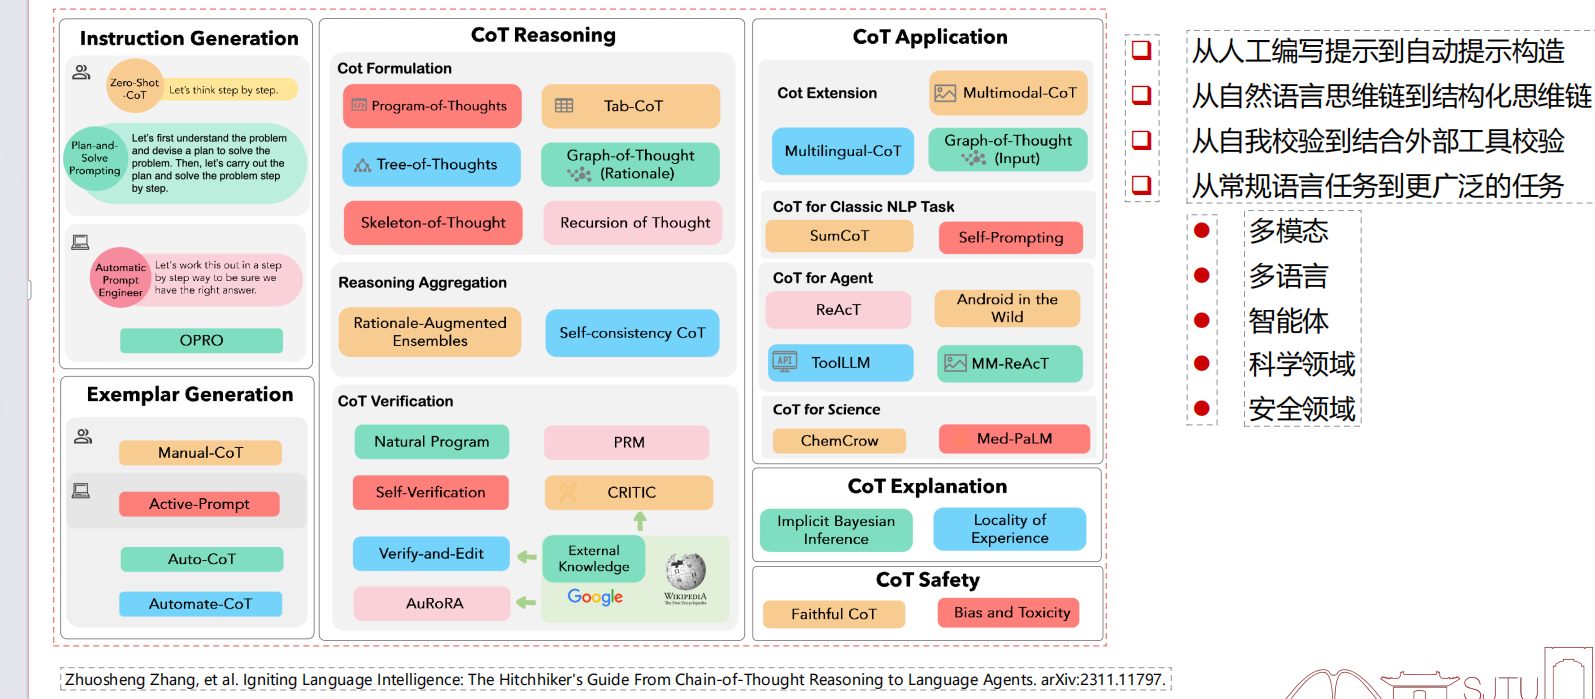 Instruction Generation
Zero-Shot
-CoT
Let's think step by step.
Plan-and-
Solve
Prompting
Let's first understand the problem
and devise a plan to solve the
problem. Then, let's carry out the
plan and solve the problem step
by step.
Automatic
Prompt
Engineer
Let's work this out in a step
by step way to be sure we
have the right answer.
OPRO
Exemplar Generation
Manual-CoT
Active-Prompt
Auto-CoT
Automate-CoT
CoT Reasoning
Cot Formulation
Program-of-Thoughts
Tab-CoT
Tree-of-Thoughts
Graph-of-Thought
(Rationale)
Skeleton-of-Thought
Recursion of Thought
Reasoning Aggregation
Rationale-Augmented
Ensembles
Self-consistency CoT
CoT Verification
Natural Program
PRM
Self-Verification
CRITIC
Verify-and-Edit
External
Knowledge
AuRoRA
Google
WIKIPEDIA
The Free Encyclopedia
CoT Application
Cot Extension
Multimodal-CoT
Multilingual-CoT
Graph-of-Thought
(Input)
CoT for Classic NLP Task
SumCoT
Self-Prompting
CoT for Agent
ReAcT
Android in the
Wild
API
ToolLLM
MM-ReAcT
CoT for Science
ChemCrow
Med-PaLM
CoT Explanation
Implicit Bayesian
Inference
Locality of
Experience
CoT Safety
Faithful CoT
Bias and Toxicity
从人工编写提示到自动提示构造
从自然语言思维链到结构化思维链
从自我校验到结合外部工具校验
从常规语言任务到更广泛的任务
多模态
多语言
智能体
科学领域
安全领域
Zhuosheng Zhang, et al. Igniting Language Intelligence: The Hitchhiker's Guide From Chain-of-Thought Reasoning to Language Agents. arXiv:2311.11797.
SJTU